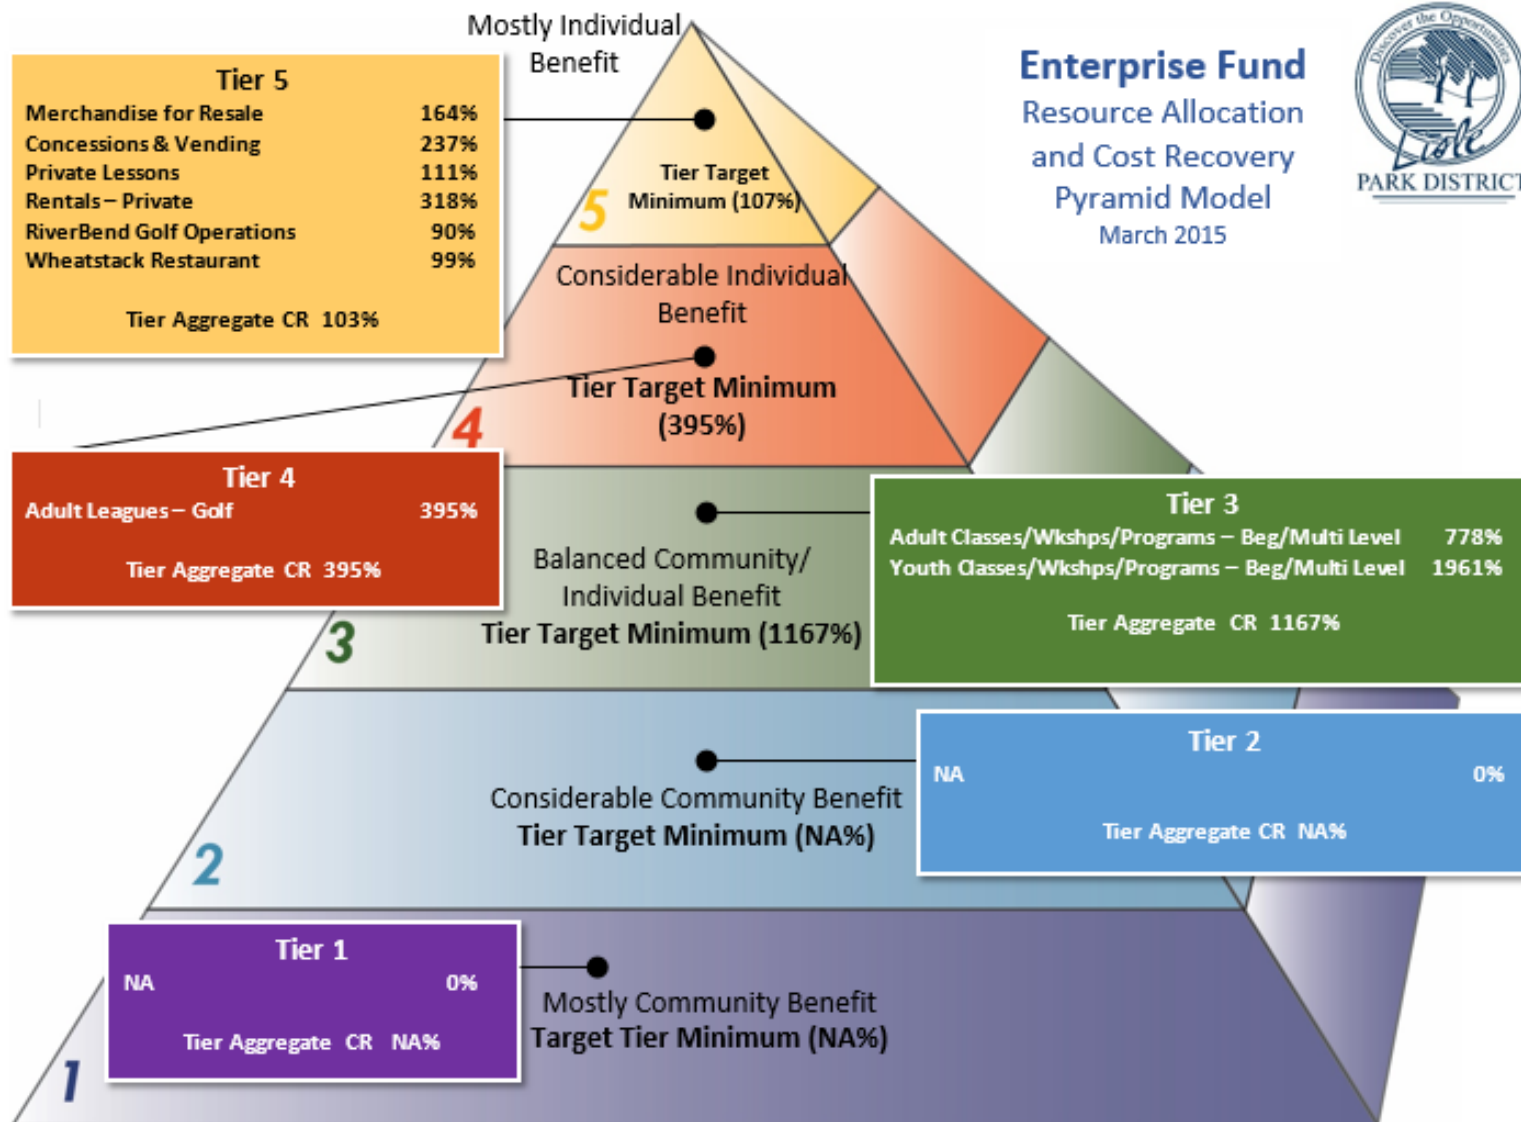 Mostly Individual
Benefit
Enterprise Fund
Resource Allocation
and Cost Recovery
Pyramid Model
March 2015
Discover the Opportunities
Lisle
PARK DISTRICT
Tier 5
Merchandise for Resale 164%
Concessions & Vending 237%
Private Lessons 111%
Rentals – Private 318%
RiverBend Golf Operations 90%
Wheatstack Restaurant 99%
Tier Aggregate CR 103%
Tier Target
Minimum (107%)
5
Considerable Individual
Benefit
Tier Target Minimum
(395%)
4
Tier 4
Adult Leagues – Golf 395%
Tier Aggregate CR 395%
Balanced Community/
Individual Benefit
Tier Target Minimum (1167%)
3
Tier 3
Adult Classes/Wkshps/Programs – Beg/Multi Level 778%
Youth Classes/Wkshps/Programs – Beg/Multi Level 1961%
Tier Aggregate CR 1167%
Considerable Community Benefit
Tier Target Minimum (NA%)
2
Tier 2
NA 0%
Tier Aggregate CR NA%
Tier 1
NA 0%
Tier Aggregate CR NA%
Mostly Community Benefit
Target Tier Minimum (NA%)
1